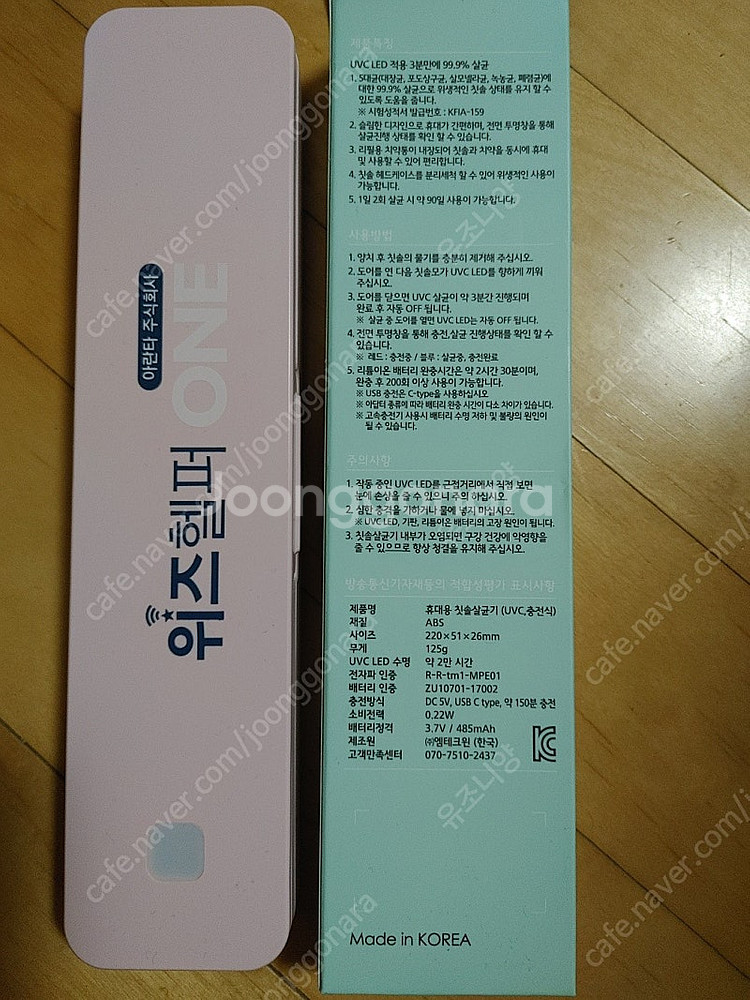 아란타 주식회사
위즈헬퍼 ONE
제품특징
UVC LED 적용 3분만에 99.9% 살균
1. 5대균(대장균, 포도상구균, 살모넬라균, 녹농균, 폐렴균)에
대한 99.9% 살균으로 위생적인 칫솔 상태를 유지 할 수
있도록 도움을 줍니다.
※ 시험성적서 발급번호 : KFIA-159
2. 슬림한 디자인으로 휴대가 간편하며, 전면 투명창을 통해
살균진행 상태를 확인 할 수 있습니다.
3. 리필용 치약통이 내장되어 칫솔과 치약을 동시에 휴대
및 사용할 수 있어 편리합니다.
4. 칫솔 헤드케이스를 분리세척 할 수 있어 위생적인 사용이
가능합니다.
5. 1일 2회 살균 시 약 90일 사용이 가능합니다.
사용방법
1. 양치 후 칫솔의 물기를 충분히 제거해 주십시오.
2. 도어를 연 다음 칫솔모가 UVC LED를 향하게 끼워
주십시오.
3. 도어를 닫으면 UVC 살균이 약 3분간 진행되며
완료 후 자동 OFF 됩니다.
※ 살균 중 도어를 열면 UVC LED는 자동 OFF 됩니다.
4. 전면 투명창을 통해 충전,살균 진행상태를 확인 할 수
있습니다.
※ 레드 : 충전중 / 블루 : 살균중, 충전완료
5. 리튬이온 배터리 완충시간은 약 2시간 30분이며,
완충 후 200회 이상 사용이 가능합니다.
※ USB 충전은 C-type을 사용하십시오
※ 아답터 종류에 따라 배터리 완충 시간이 다소 차이가 있습니다.
※ 고속충전기 사용시 배터리 수명 저하 및 불량의 원인이
될 수 있습니다.
주의사항
1. 작동 중인 UVC LED를 근접거리에서 직접 보면
눈에 손상을 줄 수 있으니 주의 하십시오.
2. 심한 충격을 가하거나 물에 넣지 마십시오.
※ UVC LED, 기판, 리튬이온 배터리의 고장 원인이 됩니다.
3. 칫솔살균기 내부가 오염되면 구강 건강에 악영향을
줄 수 있으므로 항상 청결을 유지해 주십시오.
방송통신기자재등의 적합성평가 표시사항
제품명 휴대용 칫솔살균기 (UVC,충전식)
재질 ABS
사이즈 220×51×26mm
무게 125g
UVC LED 수명 약 2만 시간
전자파 인증 R-R-tm1-MPE01
배터리 인증 ZU10701-17002
충전방식 DC 5V, USB C type, 약 150분 충전
소비전력 0.22W
배터리정격 3.7V / 485mAh
제조원 ㈜엠테크윈 (한국)
고객만족센터 070-7510-2437
Made in KOREA
Joonggonara
cafe.naver.com/joonggonara
유조니양